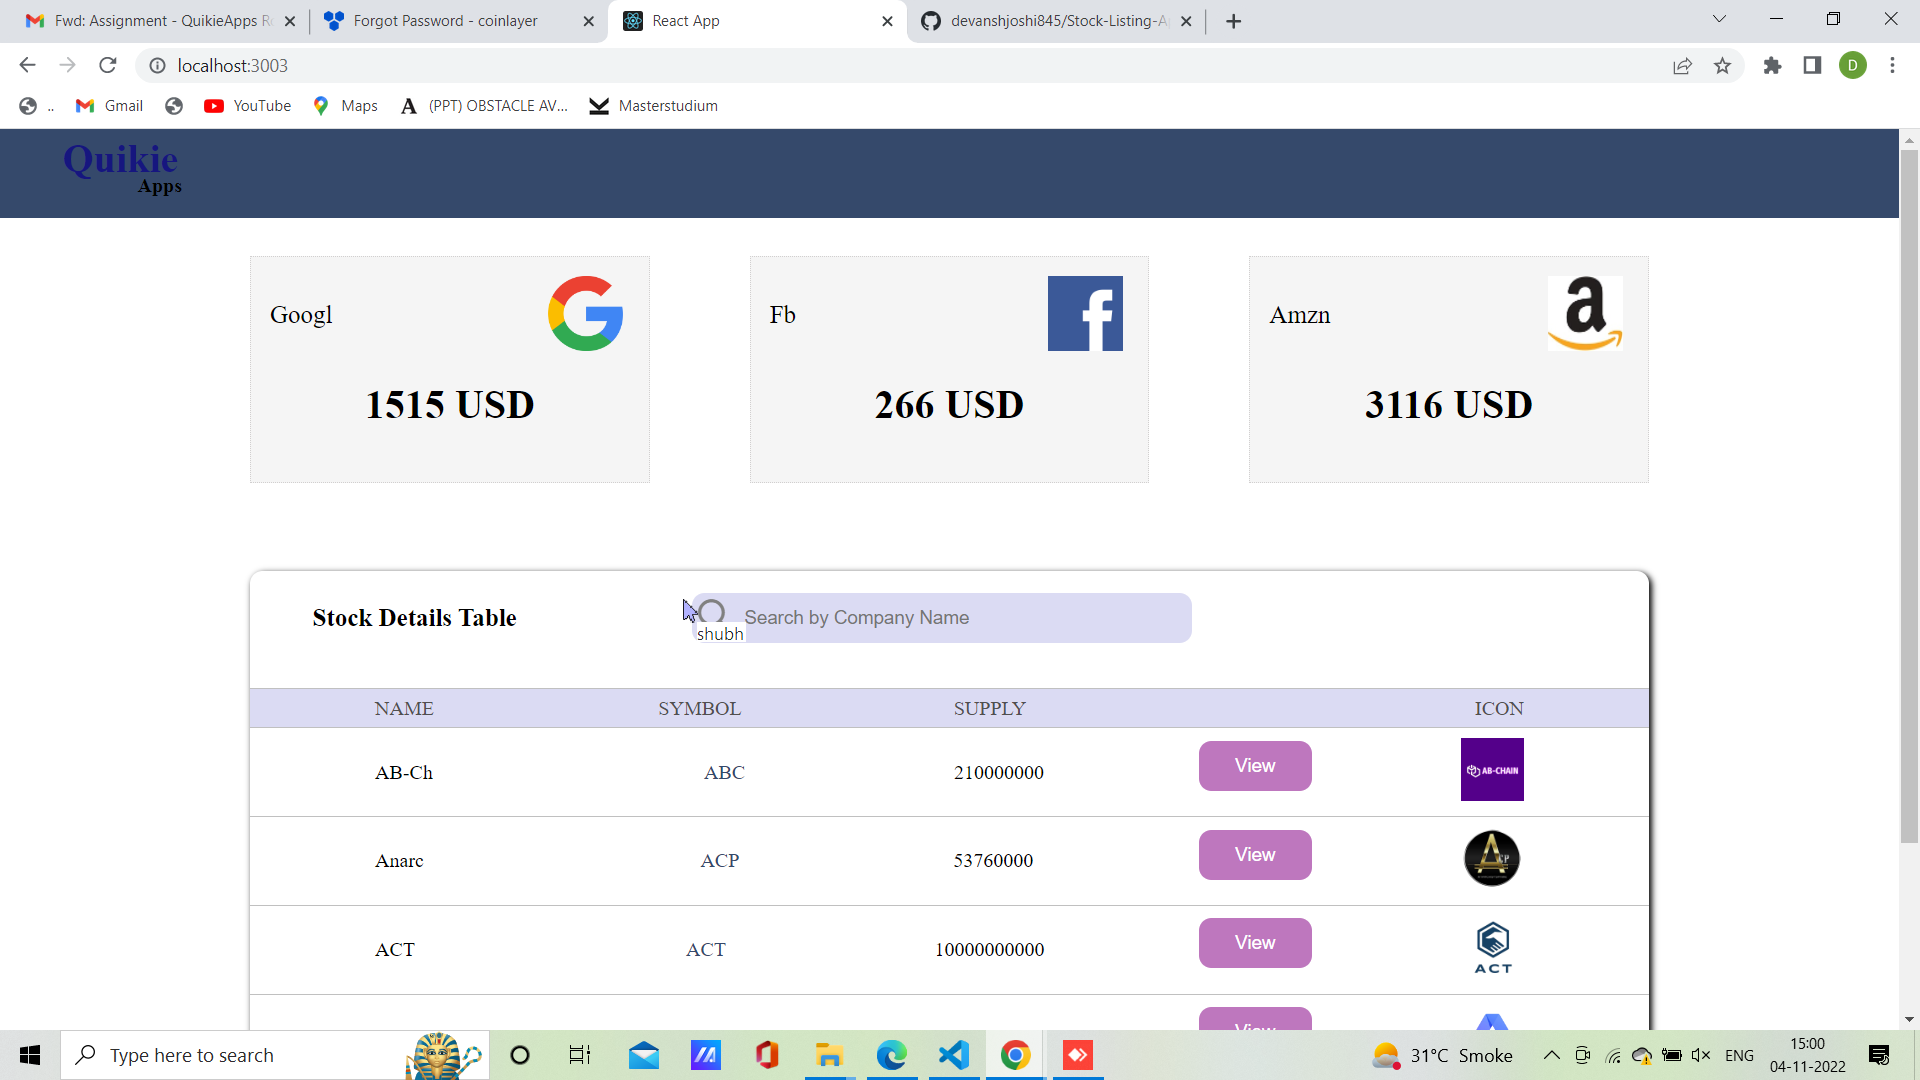 Fwd: Assignment - QuikieApps Ro
Forgot Password - coinlayer
React App
devanshjoshi845/Stock-Listing-A
localhost:3003
D
..
Gmail
YouTube
Maps
(PPT) OBSTACLE AV...
Masterstudium
Quikie
Apps
Googl
Fb
Amzn
1515 USD
266 USD
3116 USD
Stock Details Table
Search by Company Name
shubh
NAME
SYMBOL
SUPPLY
ICON
AB-Ch
ABC
210000000
View
AB-CHAIN
Anarc
ACP
53760000
View
ACT
ACT
10000000000
View
ACT
View
Type here to search
31°C Smoke
ENG
15:00
04-11-2022